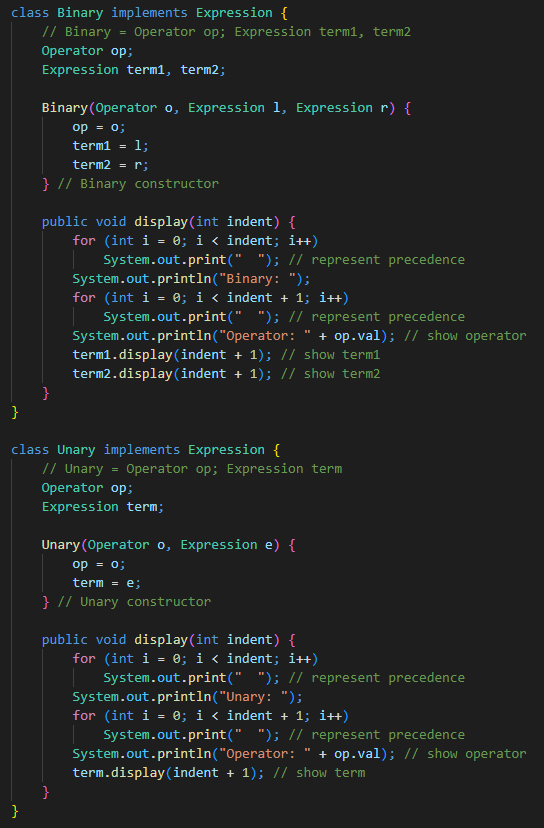 class Binary implements Expression {
    // Binary = Operator op; Expression term1, term2
    Operator op;
    Expression term1, term2;

    Binary(Operator o, Expression l, Expression r) {
        op = o;
        term1 = l;
        term2 = r;
    } // Binary constructor

    public void display(int indent) {
        for (int i = 0; i < indent; i++)
            System.out.print("  "); // represent precedence
        System.out.println("Binary: ");
        for (int i = 0; i < indent + 1; i++)
            System.out.print("  "); // represent precedence
        System.out.println("Operator: " + op.val); // show operator
        term1.display(indent + 1); // show term1
        term2.display(indent + 1); // show term2
    }
}

class Unary implements Expression {
    // Unary = Operator op; Expression term
    Operator op;
    Expression term;

    Unary(Operator o, Expression e) {
        op = o;
        term = e;
    } // Unary constructor

    public void display(int indent) {
        for (int i = 0; i < indent; i++)
            System.out.print("  "); // represent precedence
        System.out.println("Unary: ");
        for (int i = 0; i < indent + 1; i++)
            System.out.print("  "); // represent precedence
        System.out.println("Operator: " + op.val); // show operator
        term.display(indent + 1); // show term
    }
}